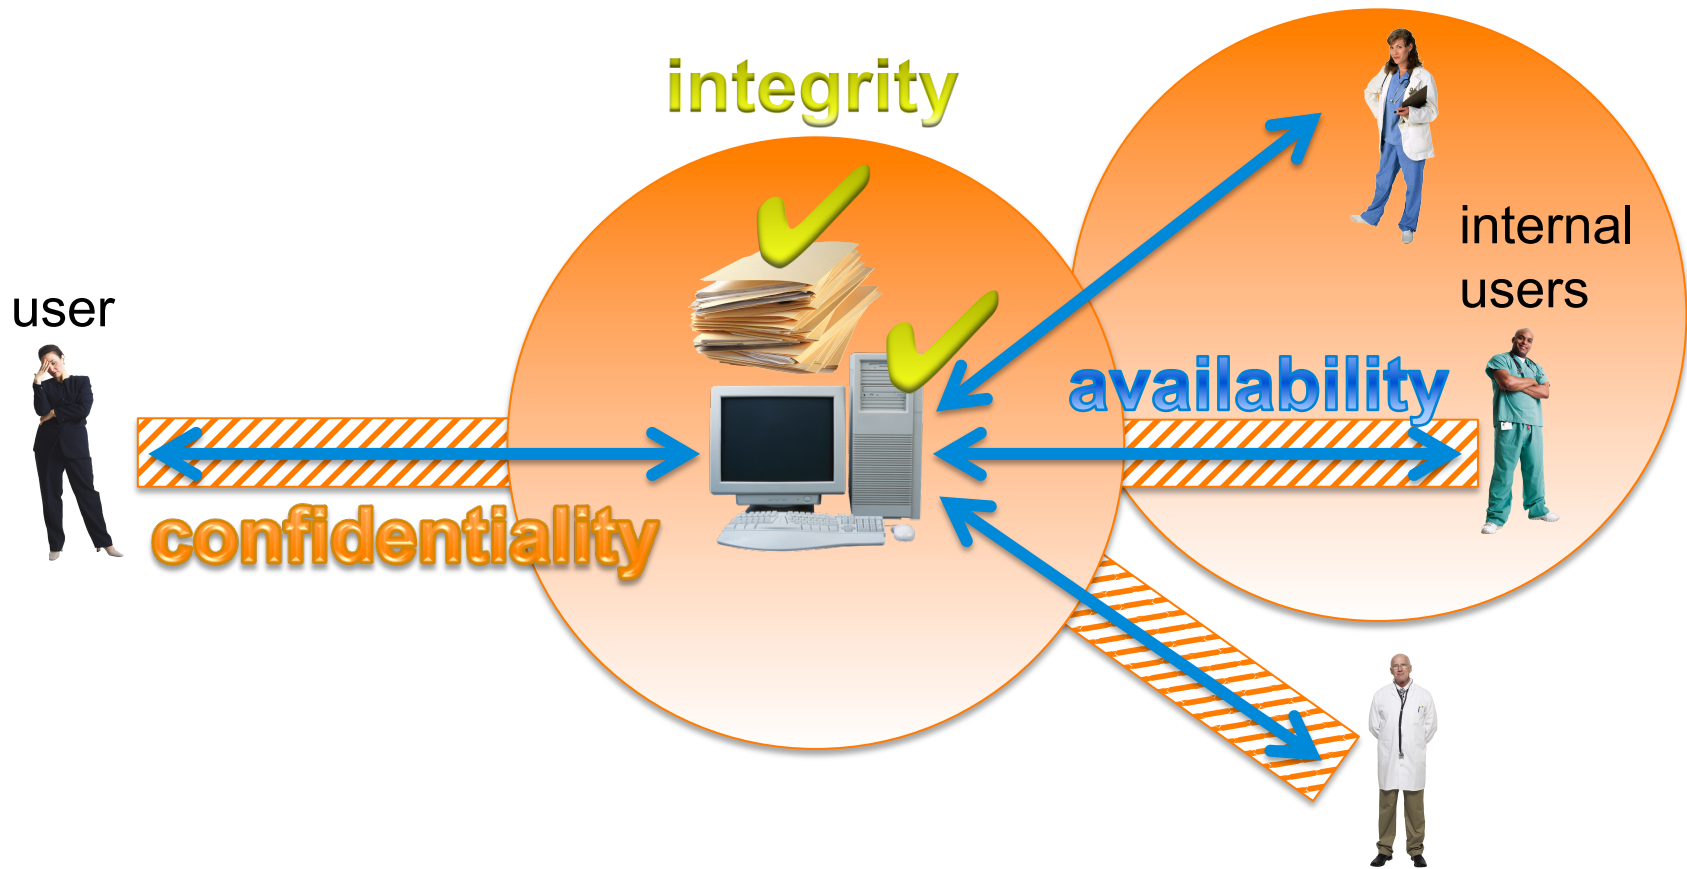 integrity
internal
users
user
availability
confidentiality